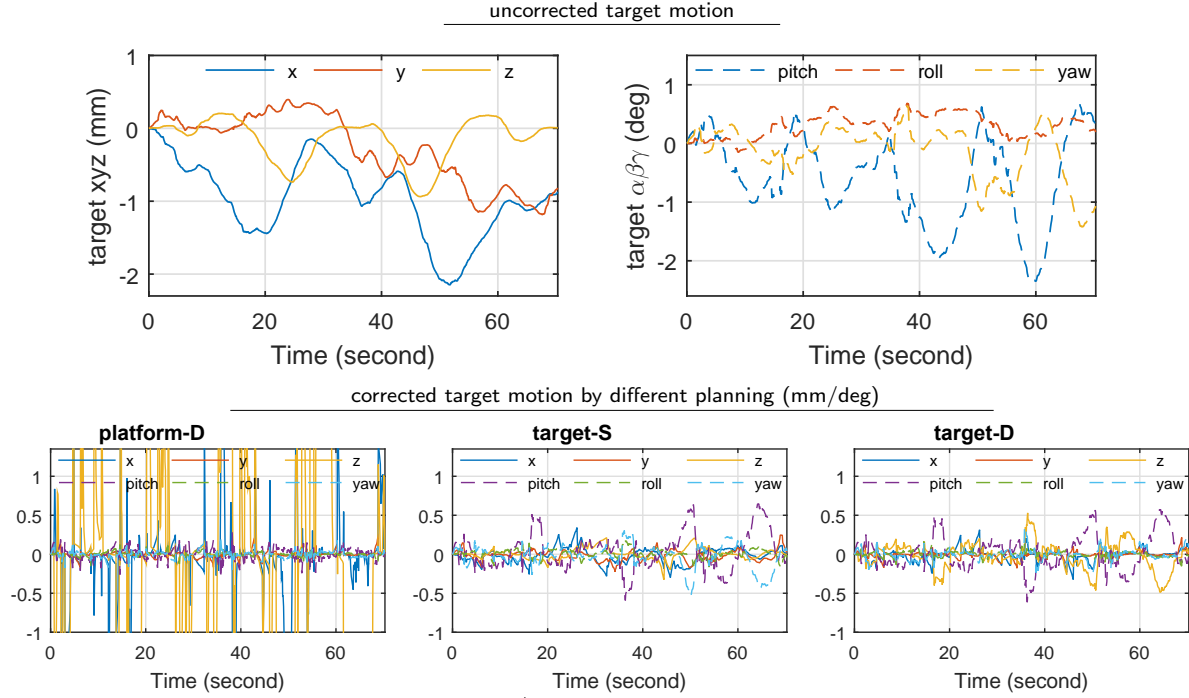 uncorrected target motion
x y z
1
0
-1
-2
target xyz (mm)
0 20 40 60
Time (second)
pitch roll yaw
1
0
-1
-2
target αβγ (deg)
0 20 40 60
Time (second)
corrected target motion by different planning (mm/deg)
platform-D
x y z
pitch roll yaw
1
0.5
0
-0.5
-1
0 20 40 60
Time (second)
target-S
x y z
pitch roll yaw
1
0.5
0
-0.5
-1
0 20 40 60
Time (second)
target-D
x y z
pitch roll yaw
1
0.5
0
-0.5
-1
0 20 40 60
Time (second)